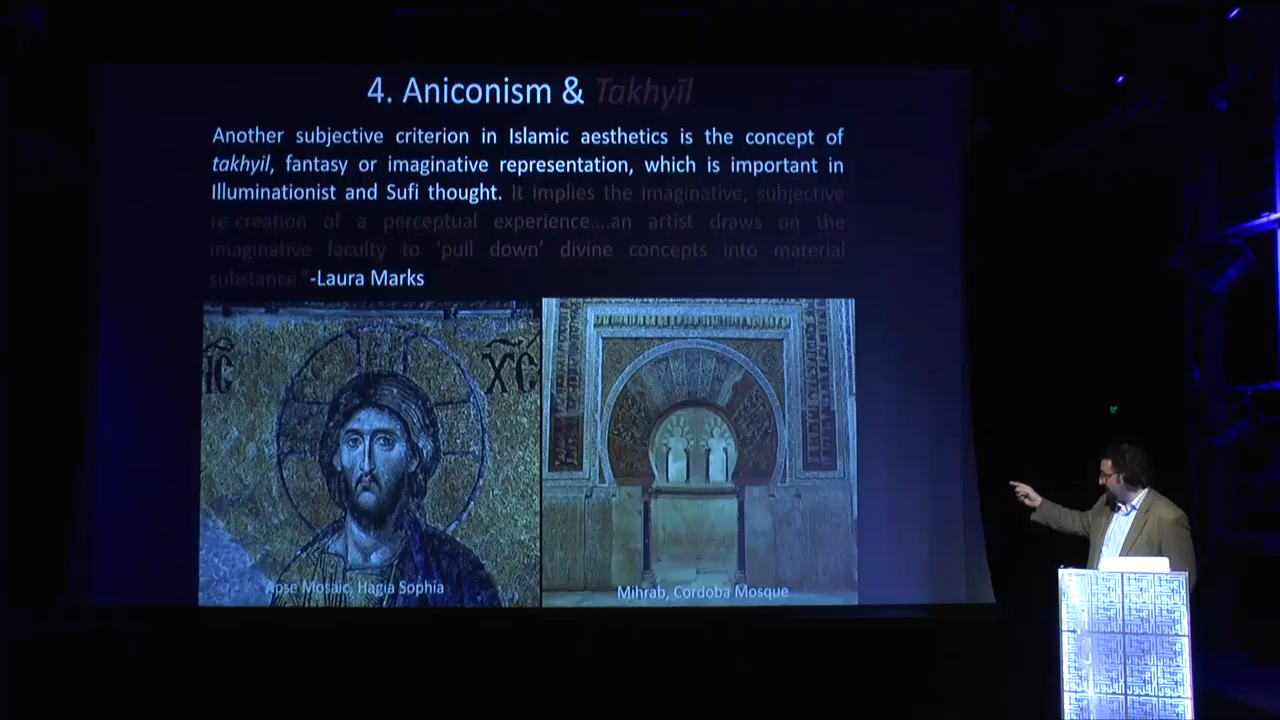 4. Aniconism & Takhyīl
Another subjective criterion in Islamic aesthetics is the concept of
takhyil, fantasy or imaginative representation, which is important in
Illuminationist and Sufi thought. It implies the imaginative, subjective
re-creation of a perceptual experience....an artist draws on the
imaginative faculty to ‘pull down’ divine concepts into material
substance.” -Laura Marks
IC
XC
Apse Mosaic, Hagia Sophia
Mihrab, Cordoba Mosque